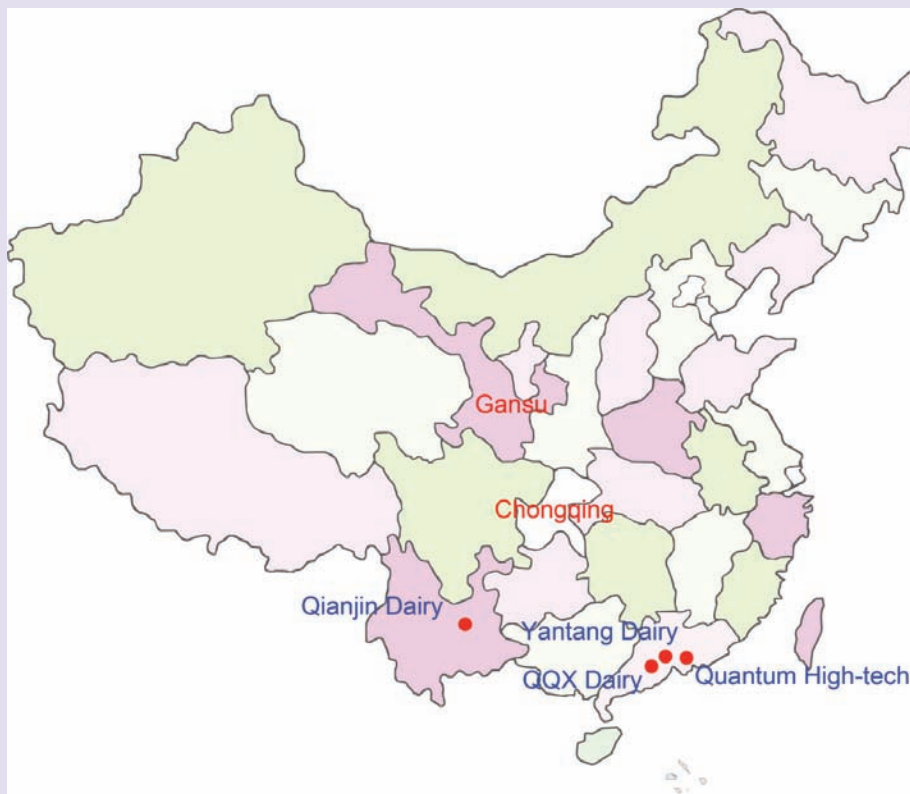 Gansu
Chongqing
Qianjin Dairy
Yantang Dairy
QQX Dairy
Quantum High-tech